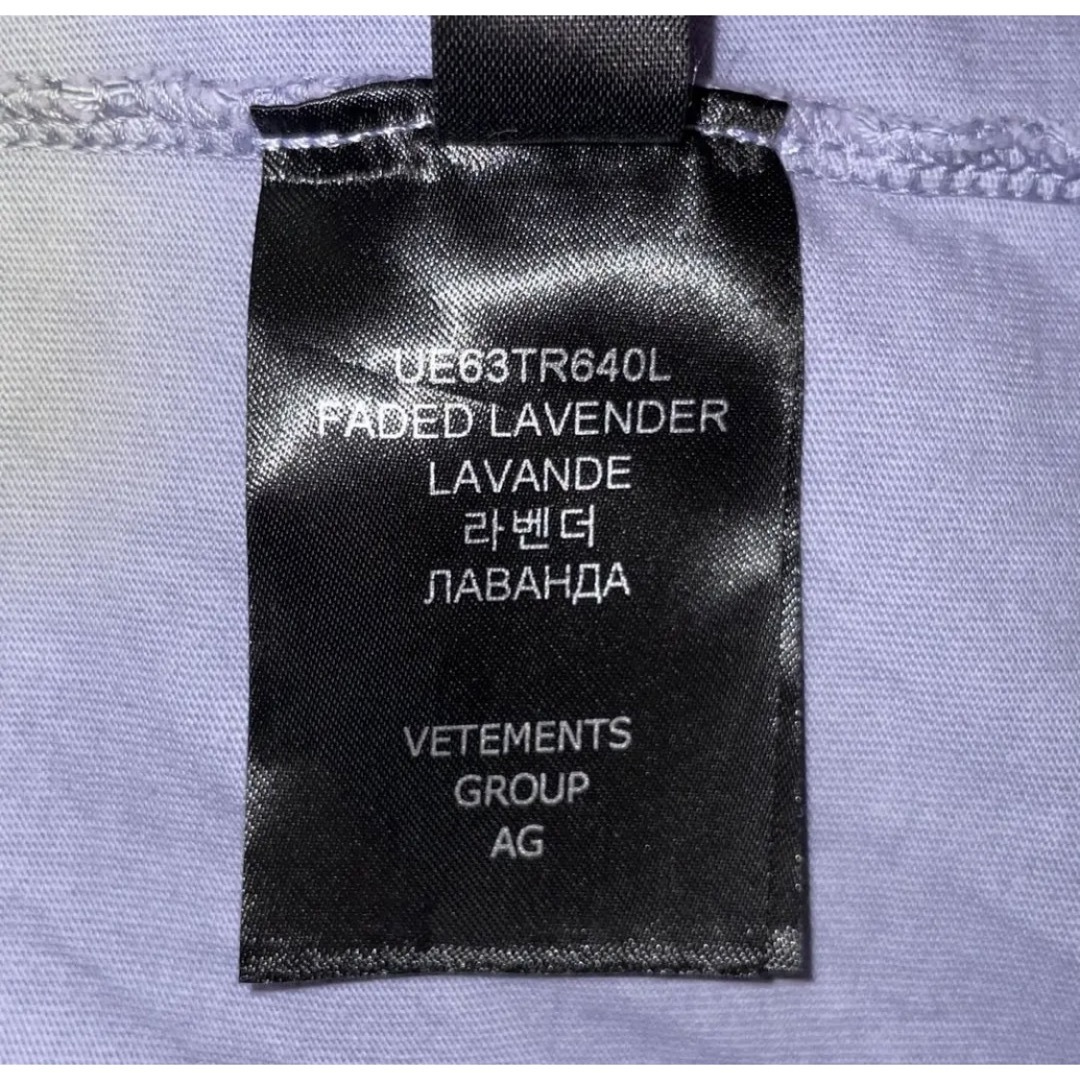 UE63TR640L
FADED LAVENDER
LAVANDE
라벤더
ЛАВАНДА
VETEMENTS
GROUP
AG